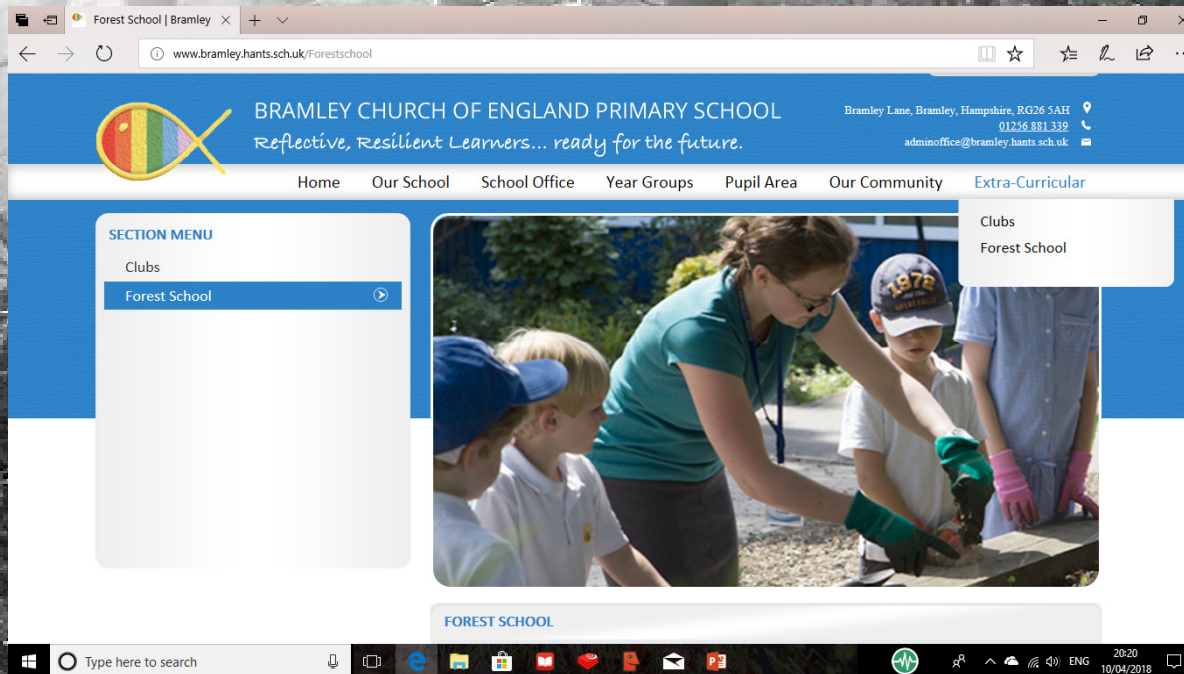 Forest School | Bramley
www.bramley.hants.sch.uk/Forestschool
BRAMLEY CHURCH OF ENGLAND PRIMARY SCHOOL
Reflective, Resilient Learners... ready for the future.
Bramley Lane, Bramley, Hampshire, RG26 5AH
01256 881 339
adminoffice@bramley.hants.sch.uk
Home Our School School Office Year Groups Pupil Area Our Community Extra-Curricular
Clubs
Forest School
SECTION MENU
Clubs
Forest School
1972
GREAT FALLS
FOREST SCHOOL
Type here to search
ENG
20:20
10/04/2018